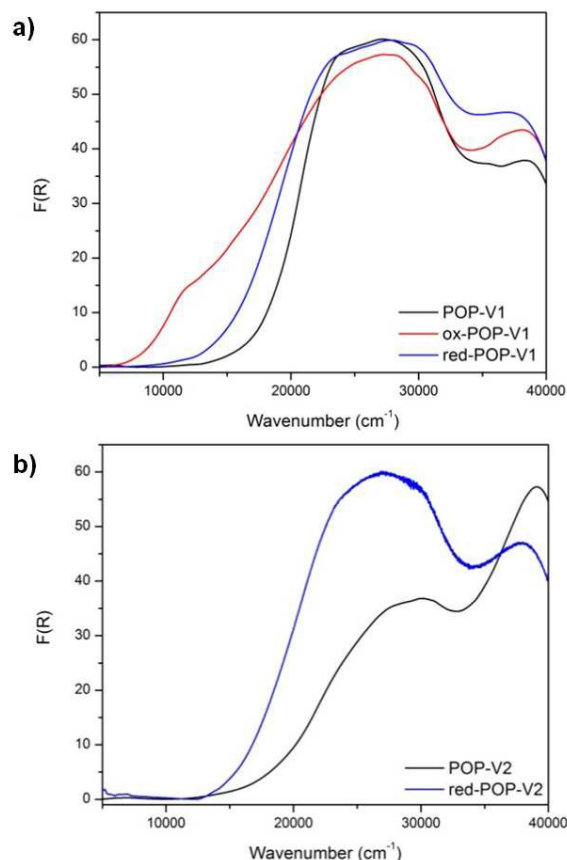 a)
F(R)
60
50
40
30
20
10
0
POP-V1
ox-POP-V1
red-POP-V1
10000 20000 30000 40000
Wavenumber (cm⁻¹)
b)
F(R)
60
50
40
30
20
10
0
POP-V2
red-POP-V2
10000 20000 30000 40000
Wavenumber (cm⁻¹)